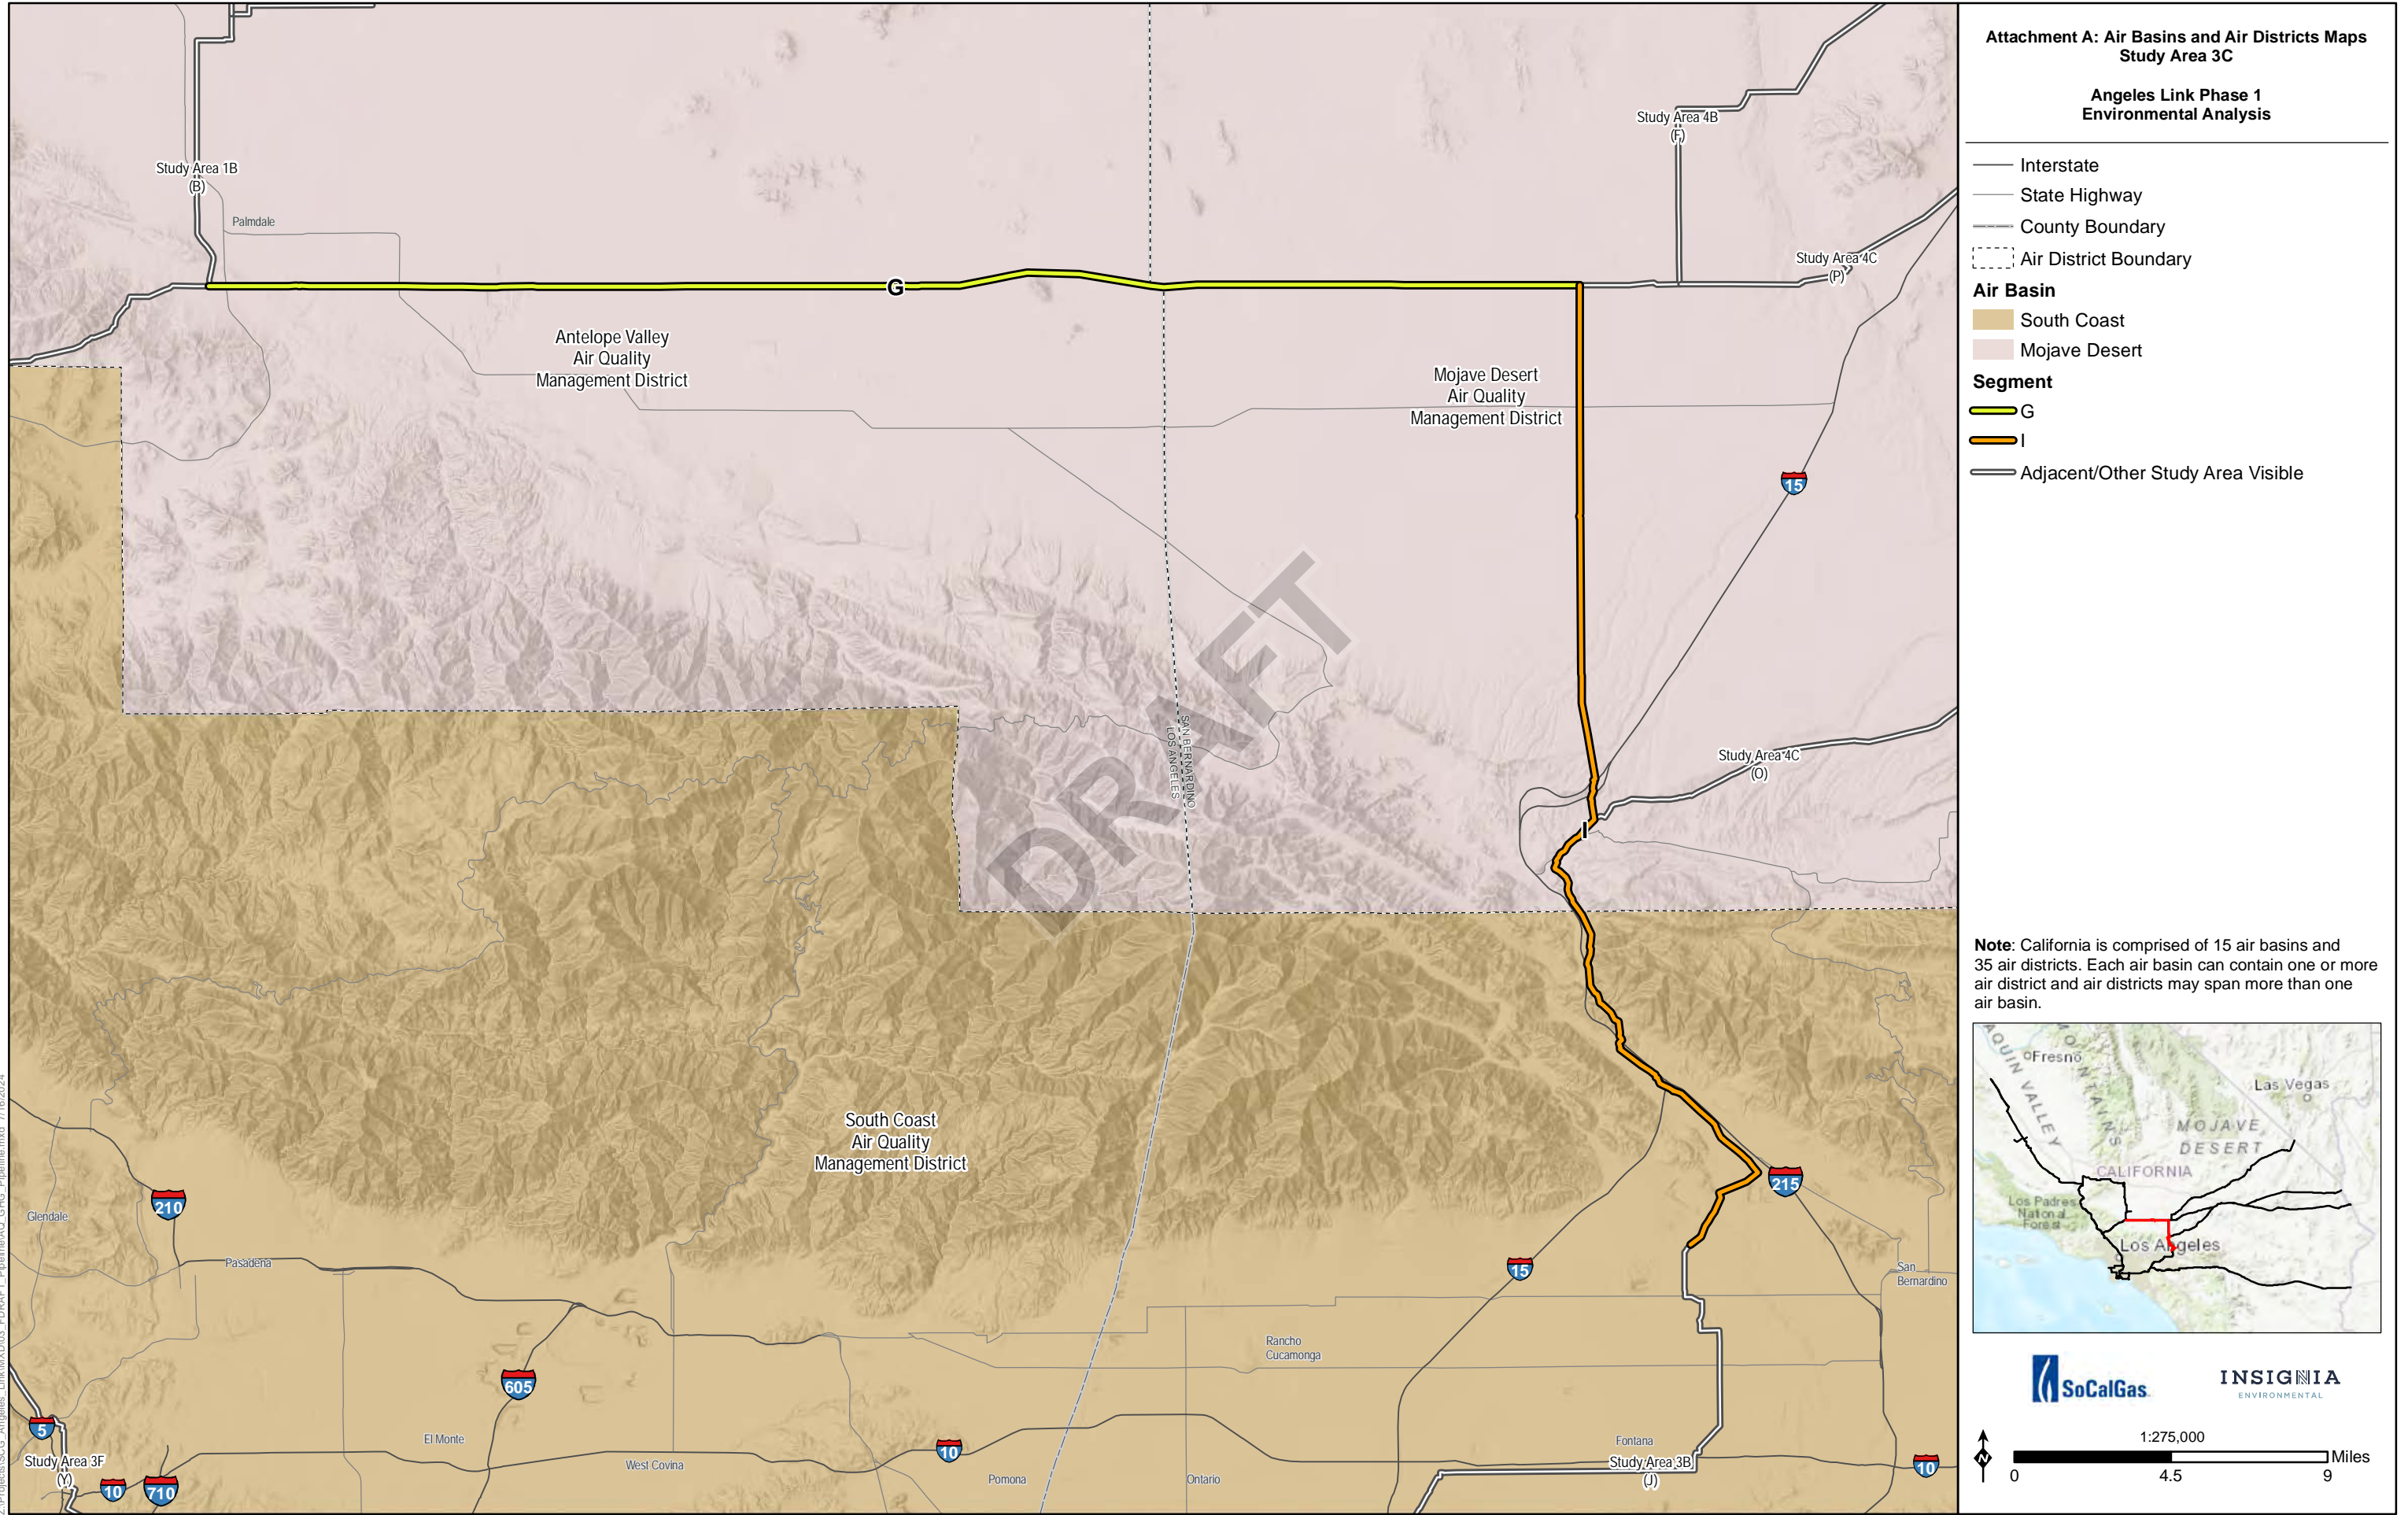 Attachment A: Air Basins and Air Districts Maps
Study Area 3C
Angeles Link Phase 1
Environmental Analysis
Interstate
State Highway
County Boundary
Air District Boundary
Air Basin
South Coast
Mojave Desert
Segment
G
I
Adjacent/Other Study Area Visible
Note: California is comprised of 15 air basins and
35 air districts. Each air basin can contain one or more
air district and air districts may span more than one
air basin.
Fresno
Las Vegas
MOJAVE
DESERT
CALIFORNIA
Los Padres
National
Forest
Los Angeles
SoCalGas
INSIGNIA
ENVIRONMENTAL
1:275,000
N
Miles
0 4.5 9
Study Area 1B
(B)
Palmdale
Study Area 4B
(F)
Study Area 4C
(P)
G
Antelope Valley
Air Quality
Management District
Mojave Desert
Air Quality
Management District
15
DRAFT
SAN BERNARDINO
LOS ANGELES
Study Area 4C
(O)
I
South Coast
Air Quality
Management District
210
Glendale
Pasadena
215
15
San
Bernardino
Rancho
Cucamonga
605
5
El Monte
10
Fontana
Study Area 3F
(Y)
West Covina
Study Area 3B
(J)
10
10
710
Pomona
Ontario